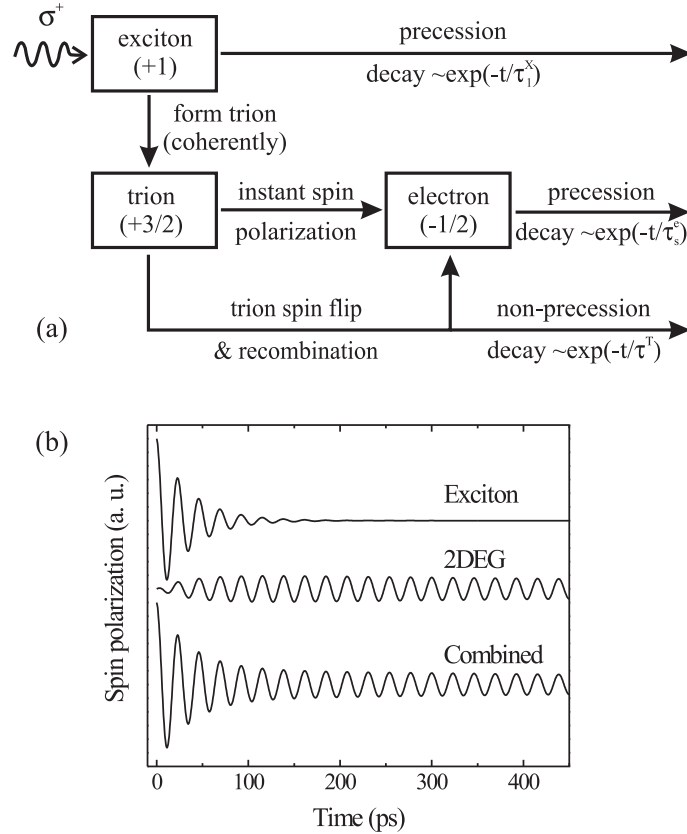 σ⁺
exciton
(+1)
precession
decay ~exp(-t/τ₁ˣ)
form trion
(coherently)
trion
(+3/2)
instant spin
polarization
electron
(-1/2)
precession
decay ~exp(-t/τₛᵉ)
(a)
trion spin flip
& recombination
non-precession
decay ~exp(-t/τᵀ)
(b)
Exciton
2DEG
Combined
Spin polarization (a. u.)
0 100 200 300 400
Time (ps)